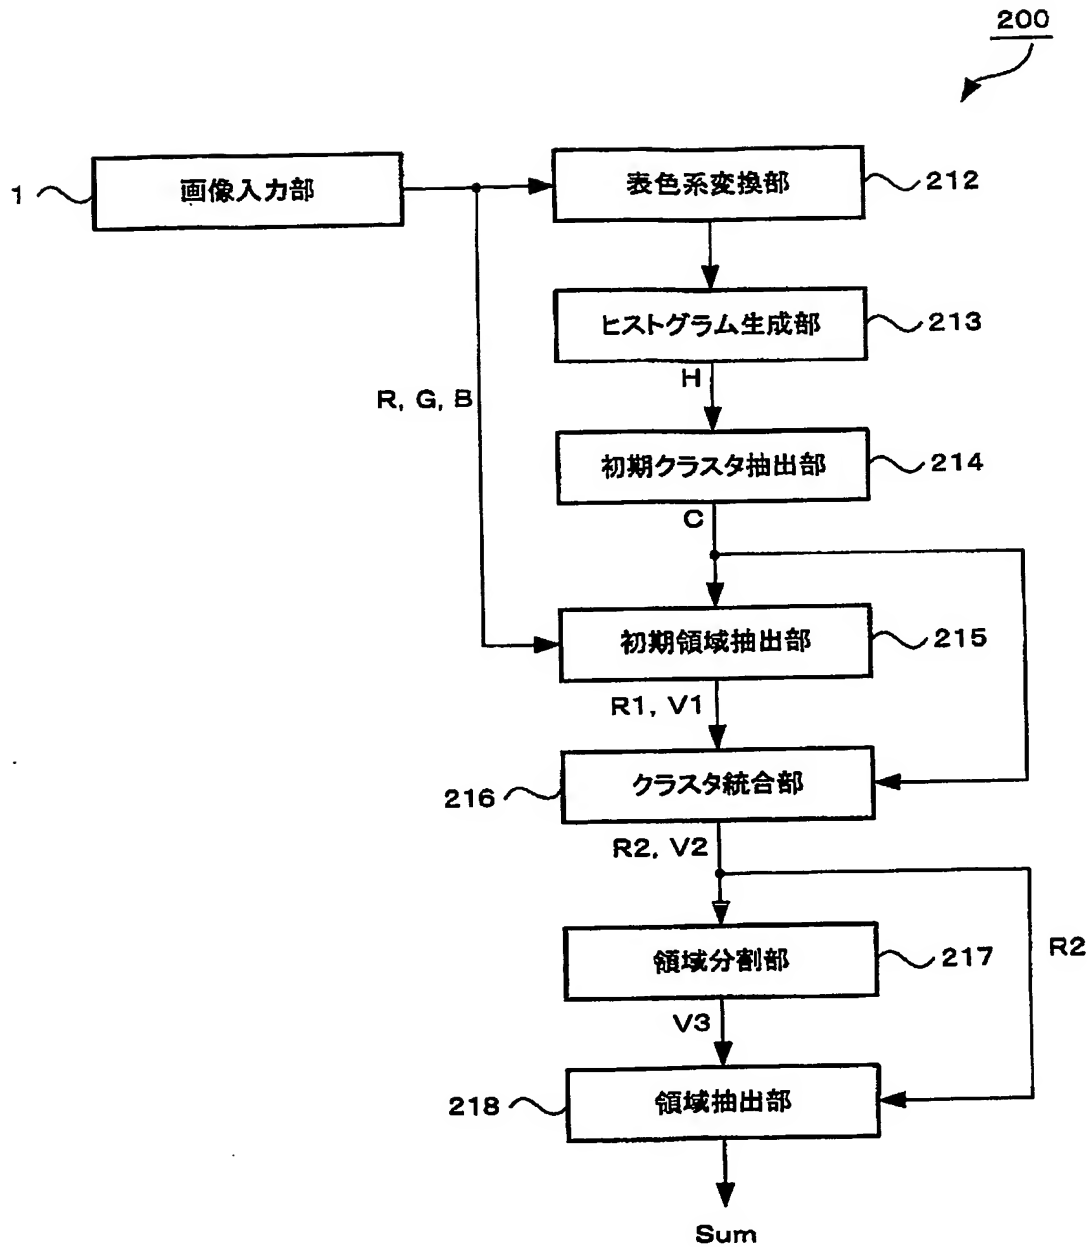 200
1
画像入力部
表色系変換部
212
ヒストグラム生成部
213
H
R, G, B
初期クラスタ抽出部
214
C
初期領域抽出部
215
R1, V1
クラスタ統合部
216
R2, V2
領域分割部
217
R2
V3
領域抽出部
218
Sum